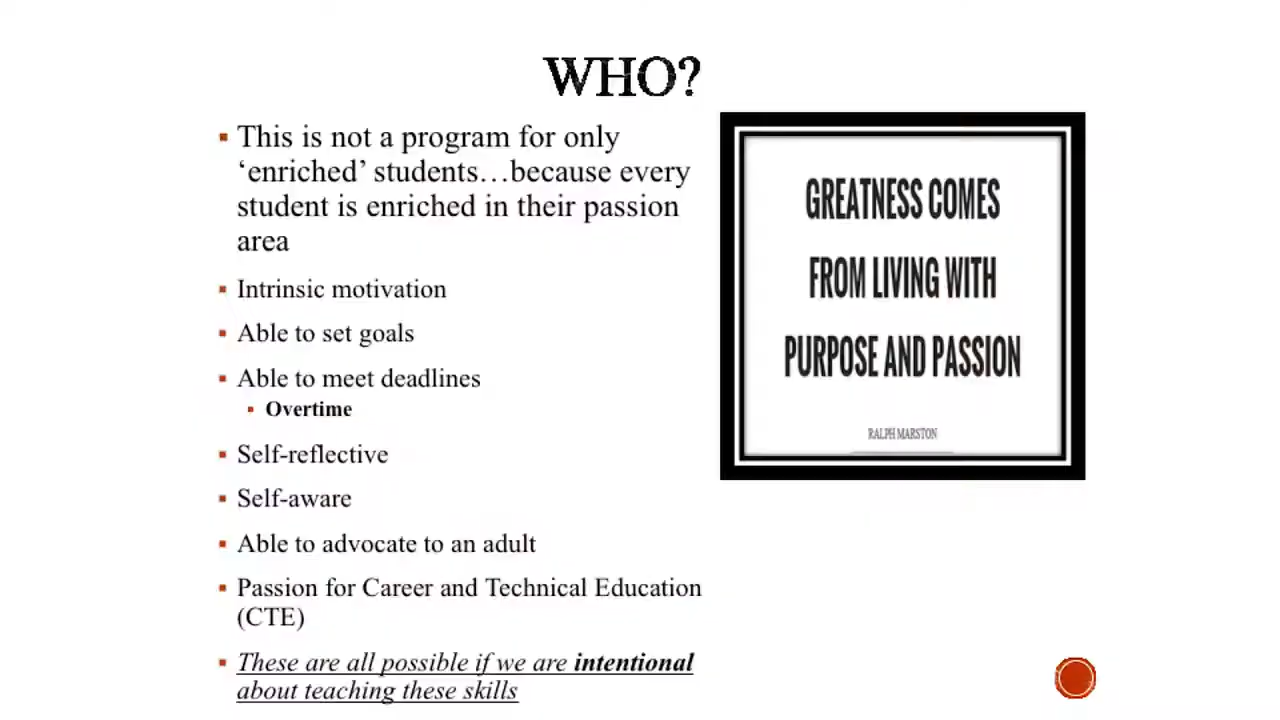 WHO?
This is not a program for only
‘enriched’ students…because every
student is enriched in their passion
area
Intrinsic motivation
Able to set goals
Able to meet deadlines
Overtime
Self-reflective
Self-aware
Able to advocate to an adult
Passion for Career and Technical Education
(CTE)
These are all possible if we are intentional
about teaching these skills
GREATNESS COMES
FROM LIVING WITH
PURPOSE AND PASSION
RALPH MARSTON